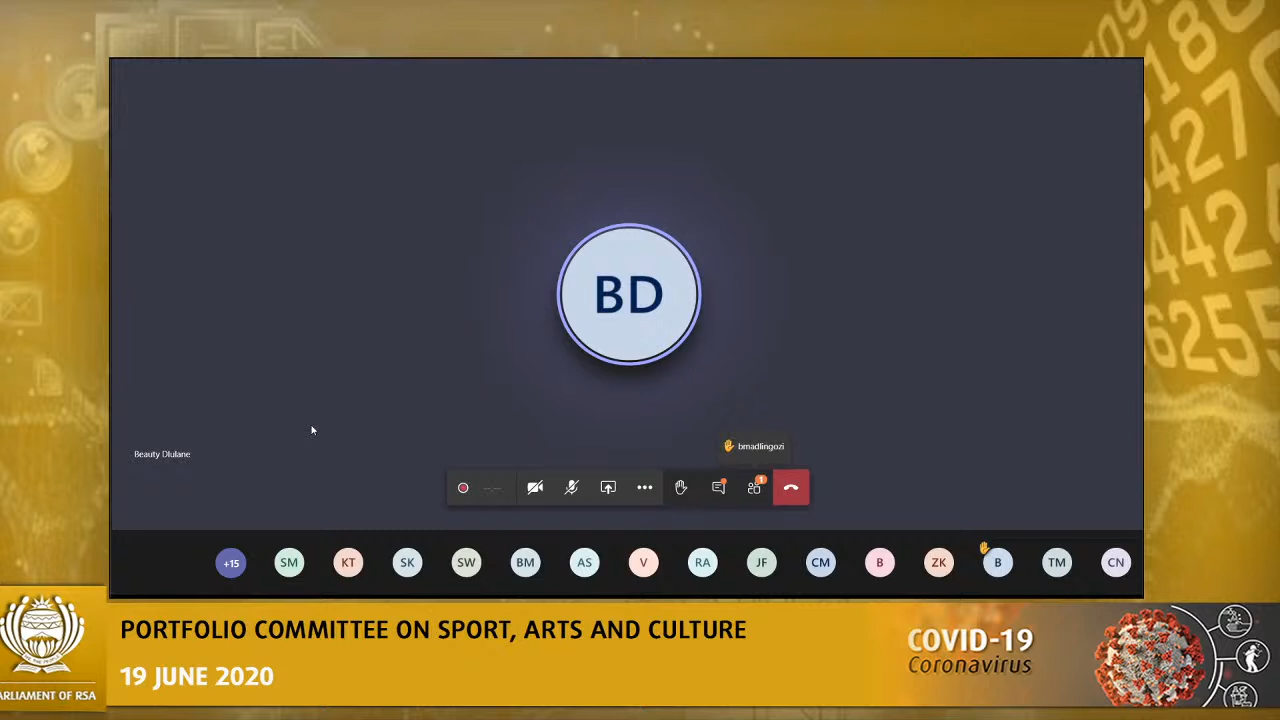 BD
Beauty Dlulane
bmadlingozi
1
+15 SM KT SK SW BM AS V RA JF CM B ZK B TM CN
PORTFOLIO COMMITTEE ON SPORT, ARTS AND CULTURE
19 JUNE 2020
COVID-19
Coronavirus
ARLIAMENT OF RSA